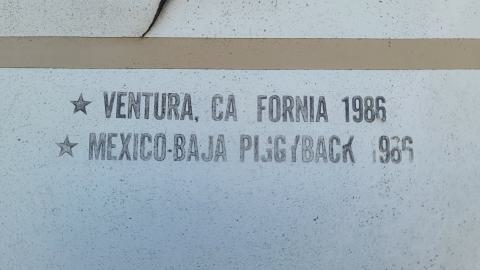 ★ VENTURA, CA FORNIA 1986
★ MEXICO-BAJA PIGGYBACK 1986